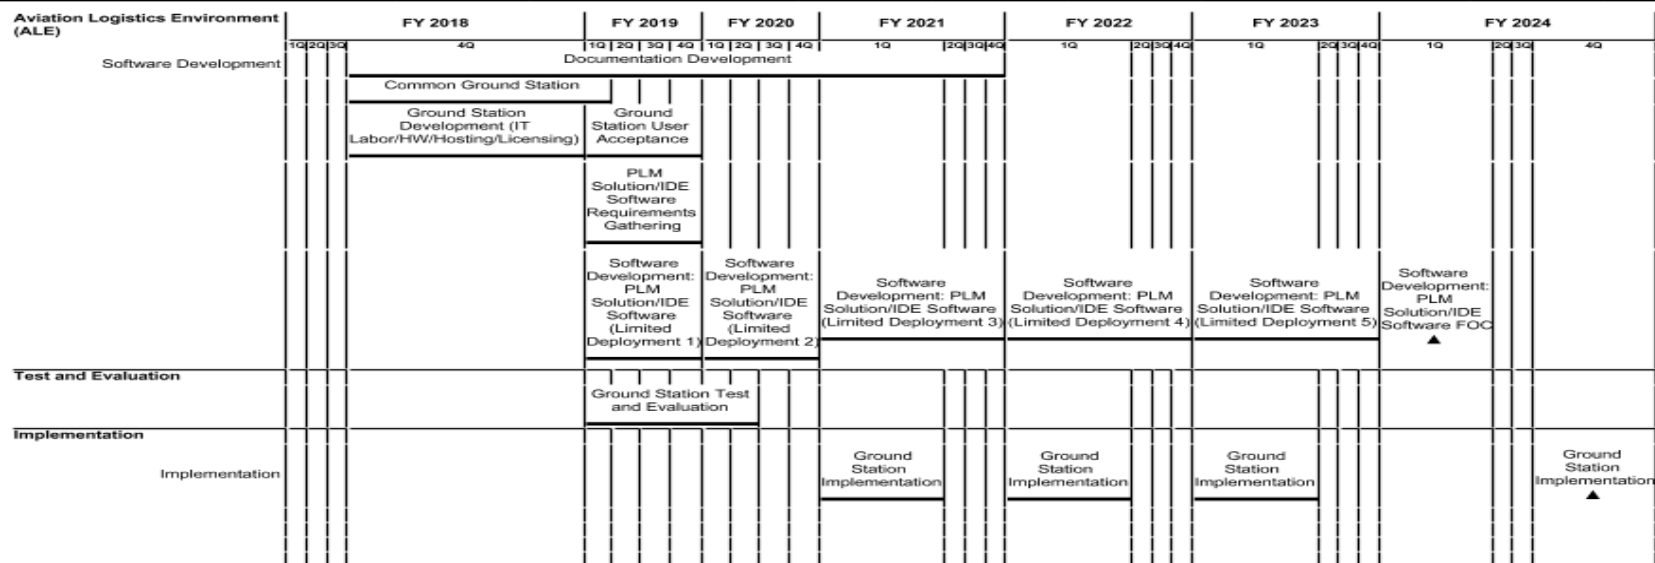 Aviation Logistics Environment
(ALE)
FY 2018 FY 2019 FY 2020 FY 2021 FY 2022 FY 2023 FY 2024
1Q 2Q 3Q 4Q 1Q 2Q 3Q 4Q 1Q 2Q 3Q 4Q 1Q 2Q 3Q 4Q 1Q 2Q 3Q 4Q 1Q 2Q 3Q 4Q 1Q 2Q 3Q 4Q
Software Development
Documentation Development
Common Ground Station
Ground Station
Development (IT
Labor/HW/Hosting/Licensing)
Ground
Station User
Acceptance
PLM
Solution/IDE
Software
Requirements
Gathering
Software
Development:
PLM
Solution/IDE
Software
(Limited
Deployment 1)
Software
Development:
PLM
Solution/IDE
Software
(Limited
Deployment 2)
Software
Development: PLM
Solution/IDE Software
(Limited Deployment 3)
Software
Development: PLM
Solution/IDE Software
(Limited Deployment 4)
Software
Development: PLM
Solution/IDE Software
(Limited Deployment 5)
Software
Development:
PLM
Solution/IDE
Software FOC
Test and Evaluation
Ground Station Test
and Evaluation
Implementation
Implementation
Ground
Station
Implementation
Ground
Station
Implementation
Ground
Station
Implementation
Ground
Station
Implementation